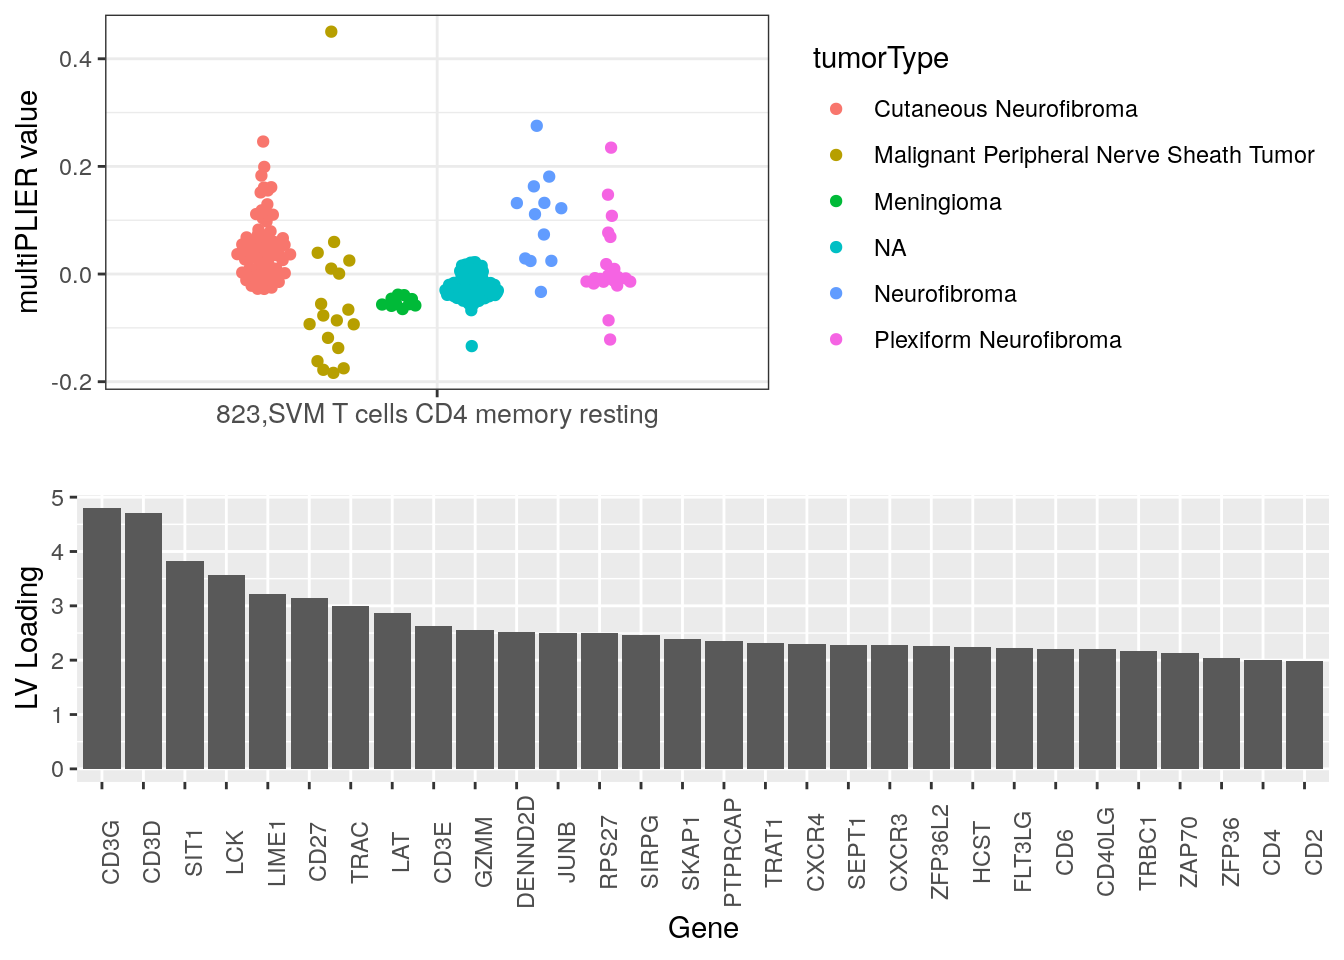 multiPLIER value
0.4
0.2
0.0
-0.2
823,SVM T cells CD4 memory resting
tumorType
Cutaneous Neurofibroma
Malignant Peripheral Nerve Sheath Tumor
Meningioma
NA
Neurofibroma
Plexiform Neurofibroma
LV Loading
5
4
3
2
1
0
CD3G
CD3D
SIT1
LCK
LIME1
CD27
TRAC
LAT
CD3E
GZMM
DENND2D
JUNB
RPS27
SIRPG
SKAP1
PTPRCAP
TRAT1
CXCR4
SEPT1
CXCR3
ZFP36L2
HCST
FLT3LG
CD6
CD40LG
TRBC1
ZAP70
ZFP36
CD4
CD2
Gene